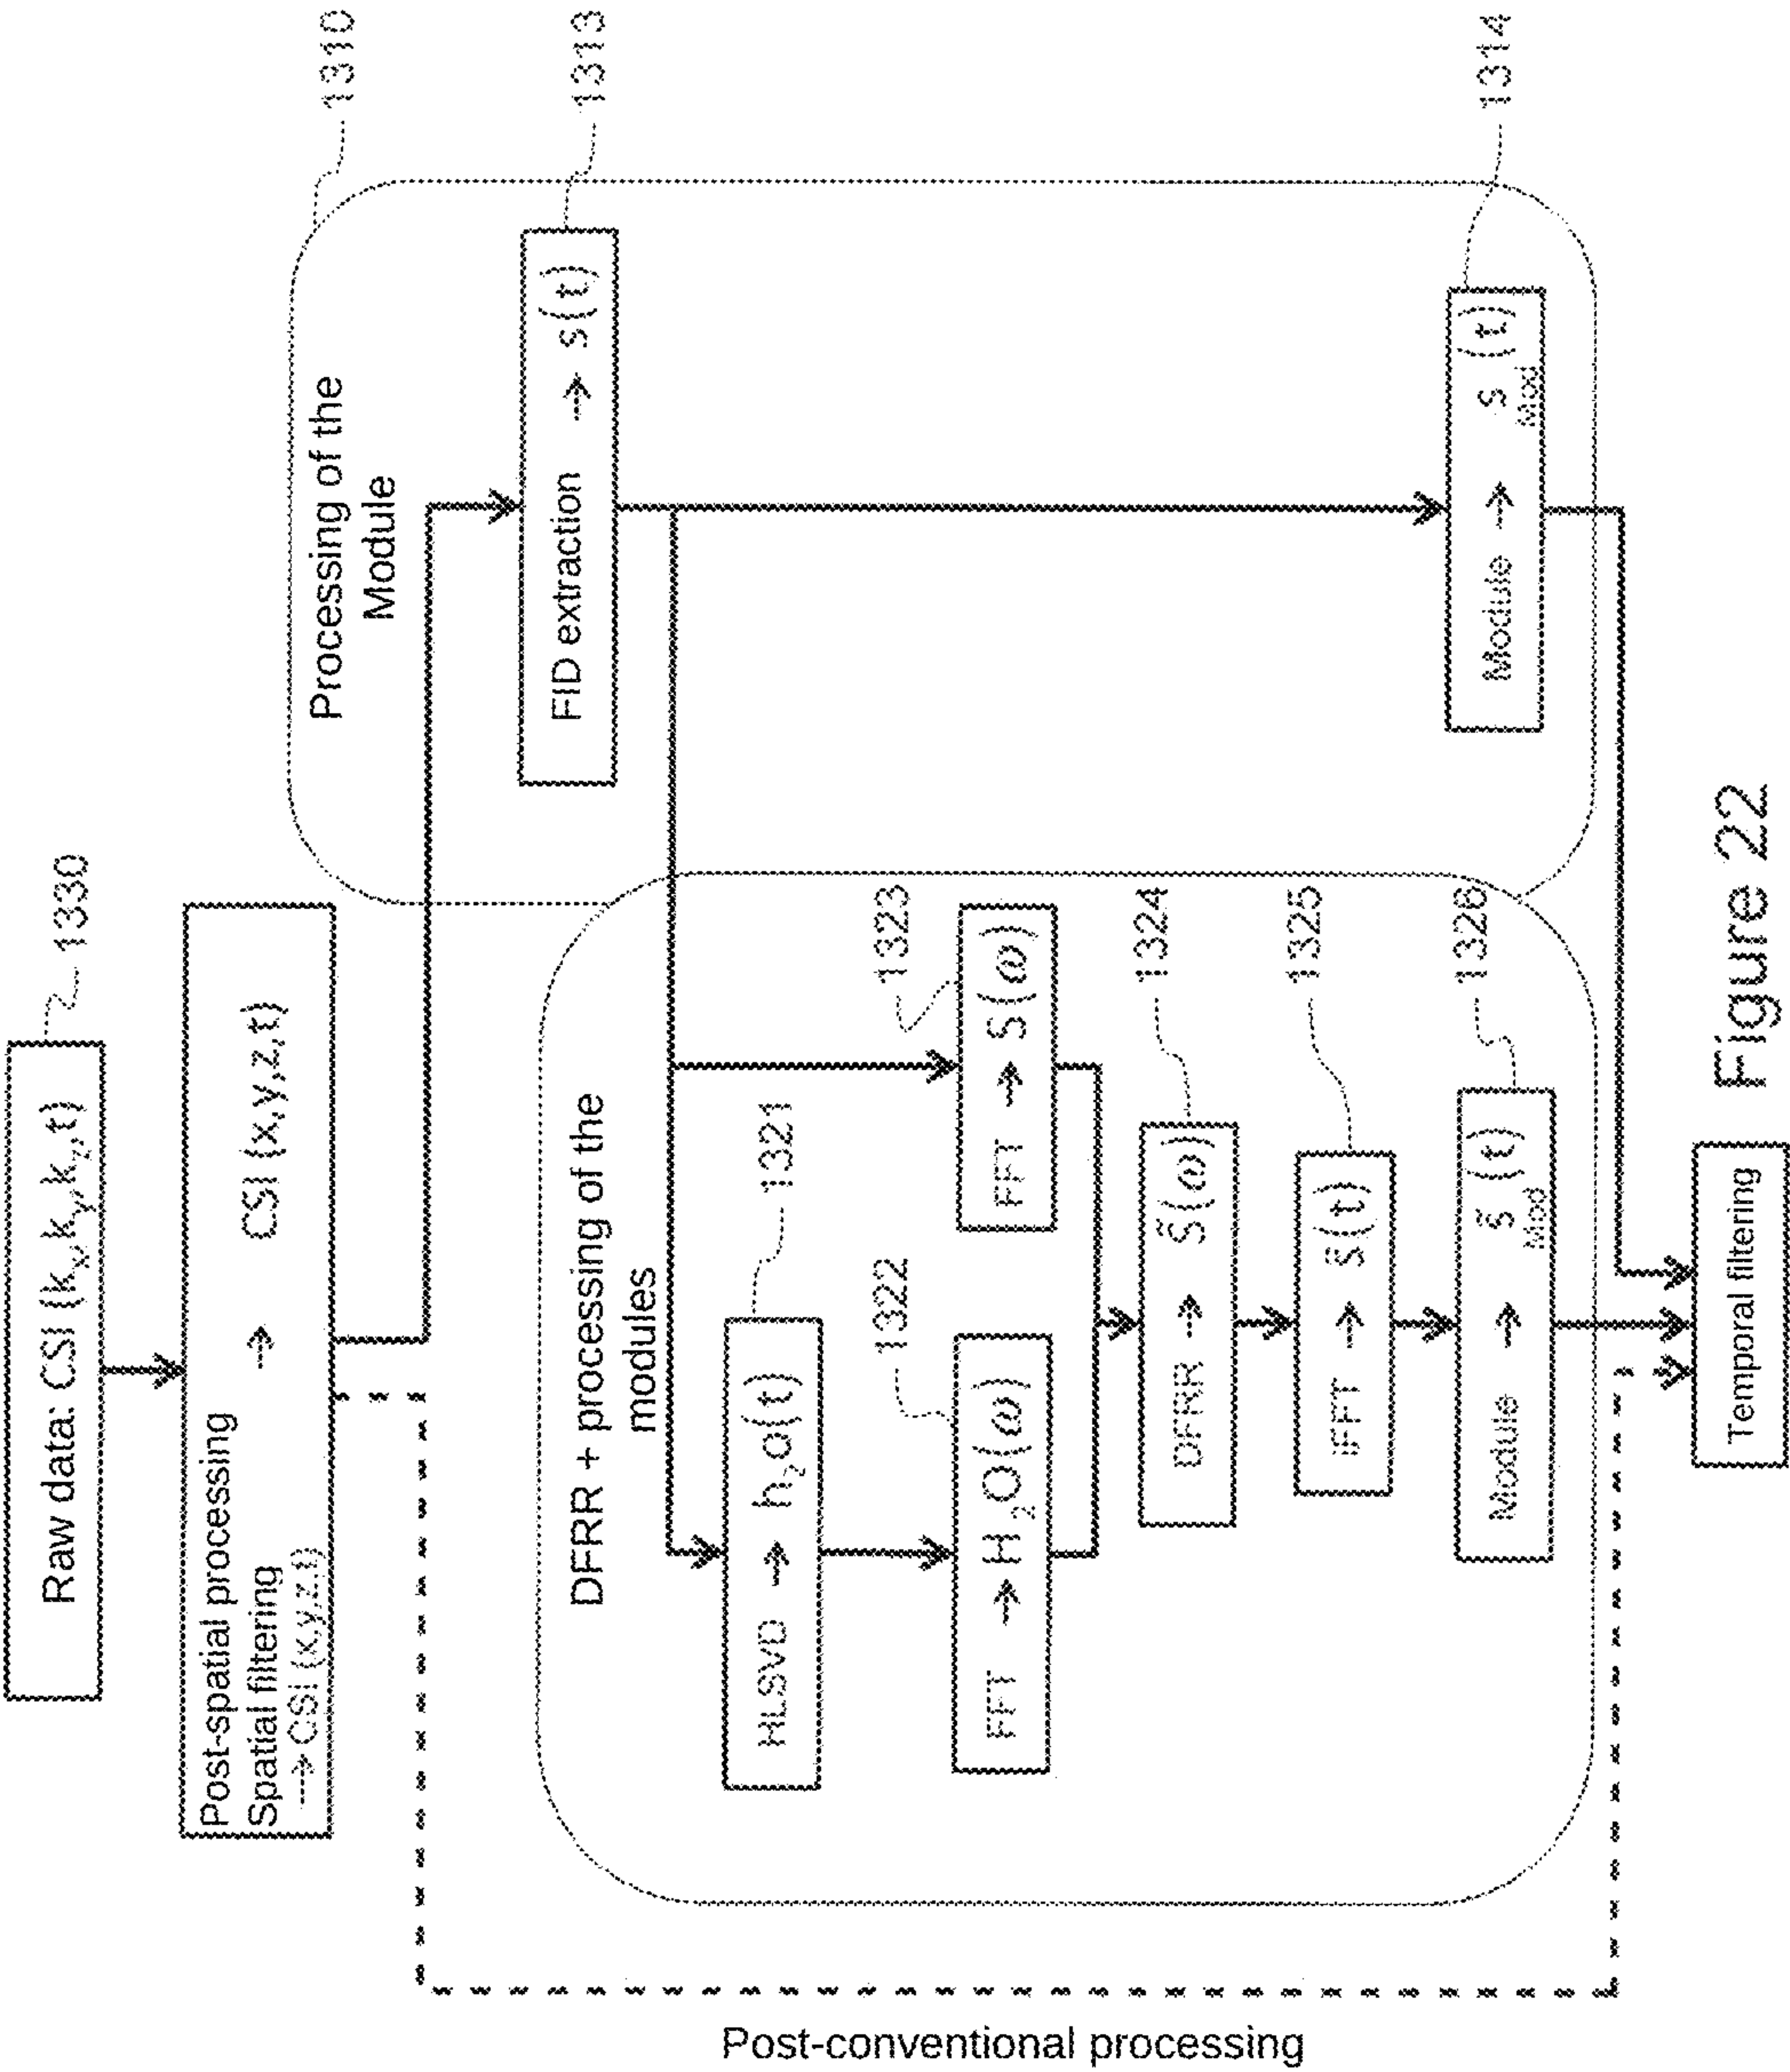 Raw data: CSI (kₓ,kᵧ,k_z,t)
1330
Post-spatial processing
Spatial filtering
→ CSI (x,y,z,t)
→ CSI (x,y,z,t)
1310
Processing of the
Module
FID extraction → s(t)
1313
DFRR + processing of the
modules
HLSVD → h₂o(t)
1321
1322
FFT → H₂O(ω)
1323
FFT → S(ω)
DFRR → S̃(ω)
1324
IFFT → s̃(t)
1325
Module → s̃ Mod (t)
1326
Module → s Mod (t)
1314
Temporal filtering
Post-conventional processing
Figure 22